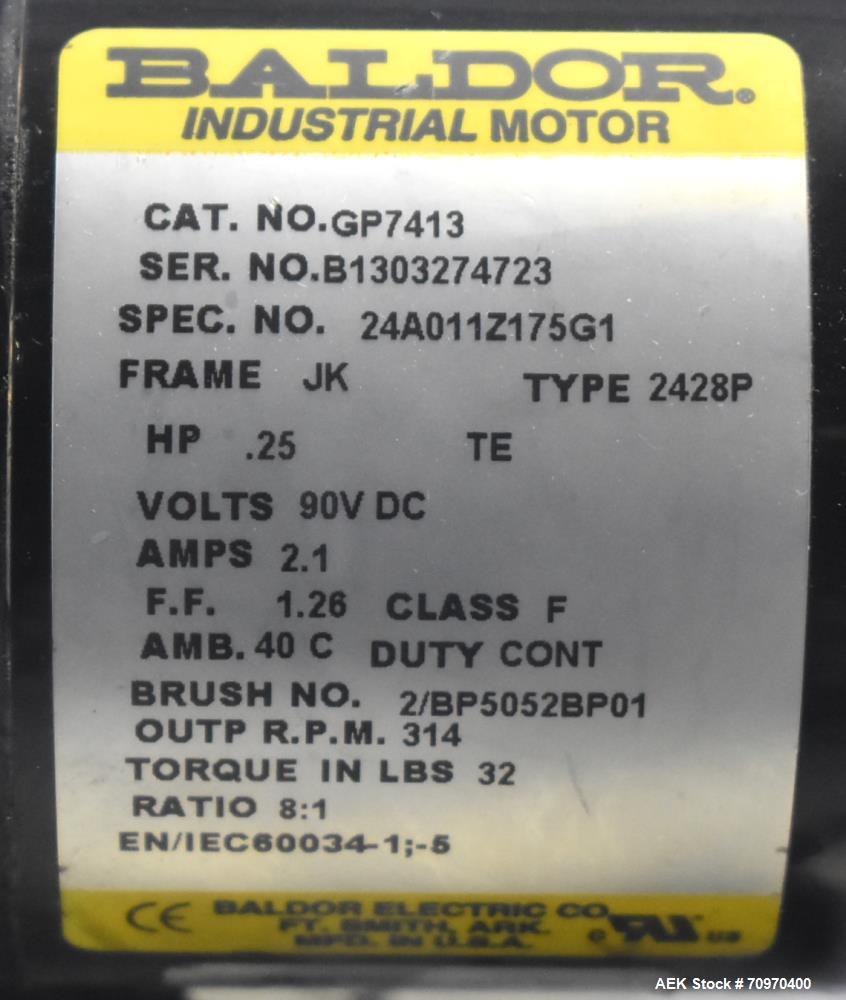 BALDOR®
INDUSTRIAL MOTOR
CAT. NO. GP7413
SER. NO. B1303274723
SPEC. NO. 24A011Z175G1
FRAME JK TYPE 2428P
HP .25 TE
VOLTS 90V DC
AMPS 2.1
F.F. 1.26 CLASS F
AMB. 40 C DUTY CONT
BRUSH NO. 2/BP5052BP01
OUTP R.P.M. 314
TORQUE IN LBS 32
RATIO 8:1
EN/IEC60034-1;-5
CE BALDOR ELECTRIC CO.
FT. SMITH, ARK.
MFD. IN U.S.A.
C RU US
AEK Stock # 70970400